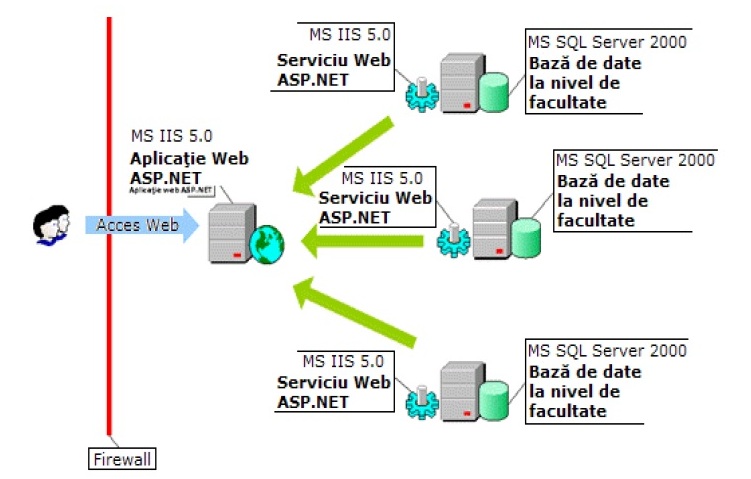 MS IIS 5.0
Serviciu Web
ASP.NET
MS SQL Server 2000
Bază de date
la nivel de
facultate
MS IIS 5.0
Aplicaţie Web
ASP.NET
Aplicaţie web ASP.NET
Acces Web
MS IIS 5.0
Serviciu Web
ASP.NET
MS SQL Server 2000
Bază de date
la nivel de
facultate
MS IIS 5.0
Serviciu Web
ASP.NET
MS SQL Server 2000
Bază de date
la nivel de
facultate
Firewall